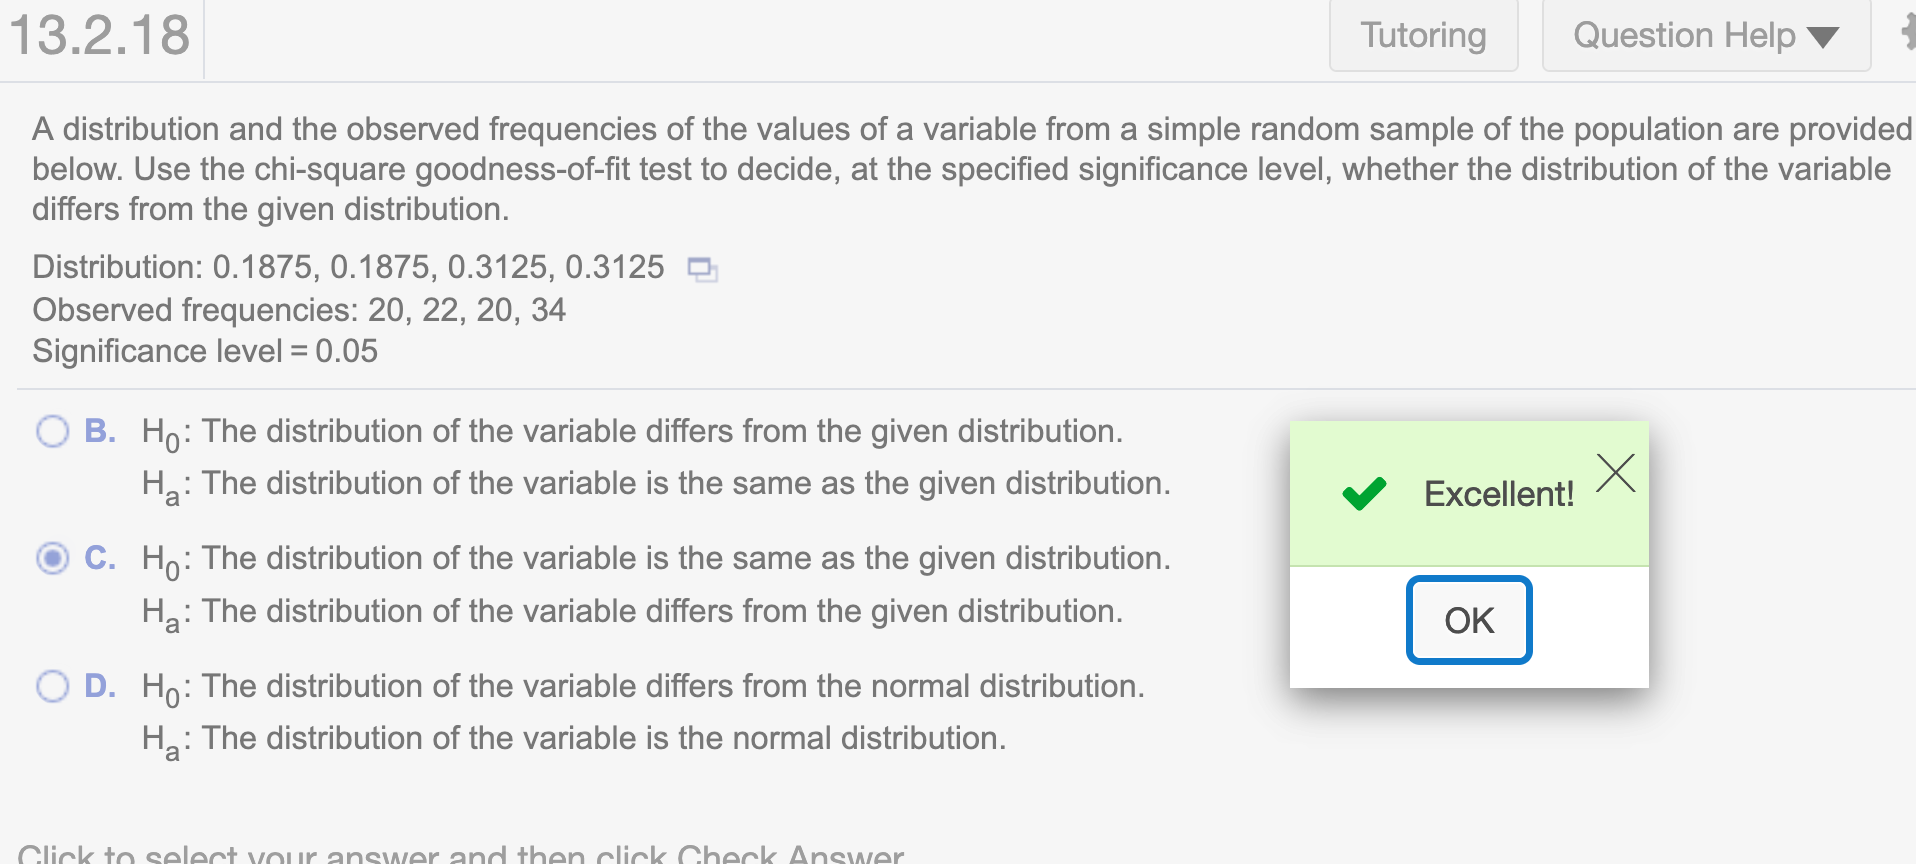 13.2.18
Tutoring
Question Help
A distribution and the observed frequencies of the values of a variable from a simple random sample of the population are provided
below. Use the chi-square goodness-of-fit test to decide, at the specified significance level, whether the distribution of the variable
differs from the given distribution.
Distribution: 0.1875, 0.1875, 0.3125, 0.3125
Observed frequencies: 20, 22, 20, 34
Significance level = 0.05
B. H0: The distribution of the variable differs from the given distribution.
Ha: The distribution of the variable is the same as the given distribution.
C. H0: The distribution of the variable is the same as the given distribution.
Ha: The distribution of the variable differs from the given distribution.
D. H0: The distribution of the variable differs from the normal distribution.
Ha: The distribution of the variable is the normal distribution.
Excellent!
OK
Click to select your answer and then click Check Answer